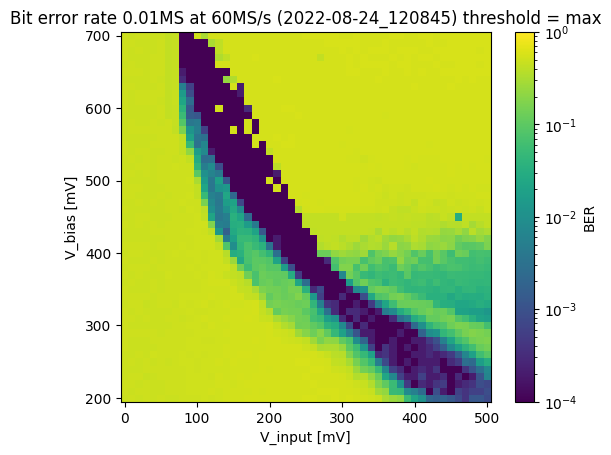 Bit error rate 0.01MS at 60MS/s (2022-08-24_120845) threshold = max
700
600
500
400
300
200
V_bias [mV]
0 100 200 300 400 500
V_input [mV]
10^0
10^-1
10^-2
10^-3
10^-4
BER